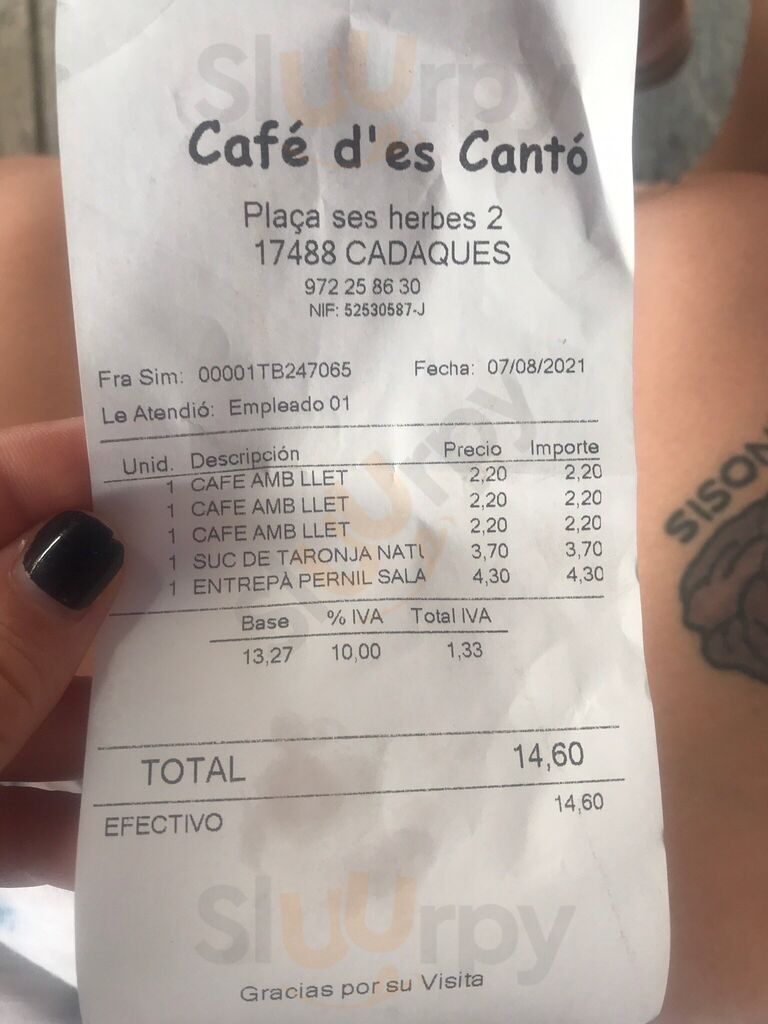 Sluurpy
Café d'es Cantó
Plaça ses herbes 2
17488 CADAQUES
972 25 86 30
NIF: 52530587-J
Fra Sim: 00001TB247065 Fecha: 07/08/2021
Le Atendió: Empleado 01
Unid. Descripción Precio Importe
1 CAFE AMB LLET 2,20 2,20
1 CAFE AMB LLET 2,20 2,20
1 CAFE AMB LLET 2,20 2,20
1 SUC DE TARONJA NATU 3,70 3,70
1 ENTREPÀ PERNIL SALA 4,30 4,30
Base % IVA Total IVA
13,27 10,00 1,33
TOTAL 14,60
EFECTIVO 14,60
Sluurpy
Gracias por su Visita
SISON